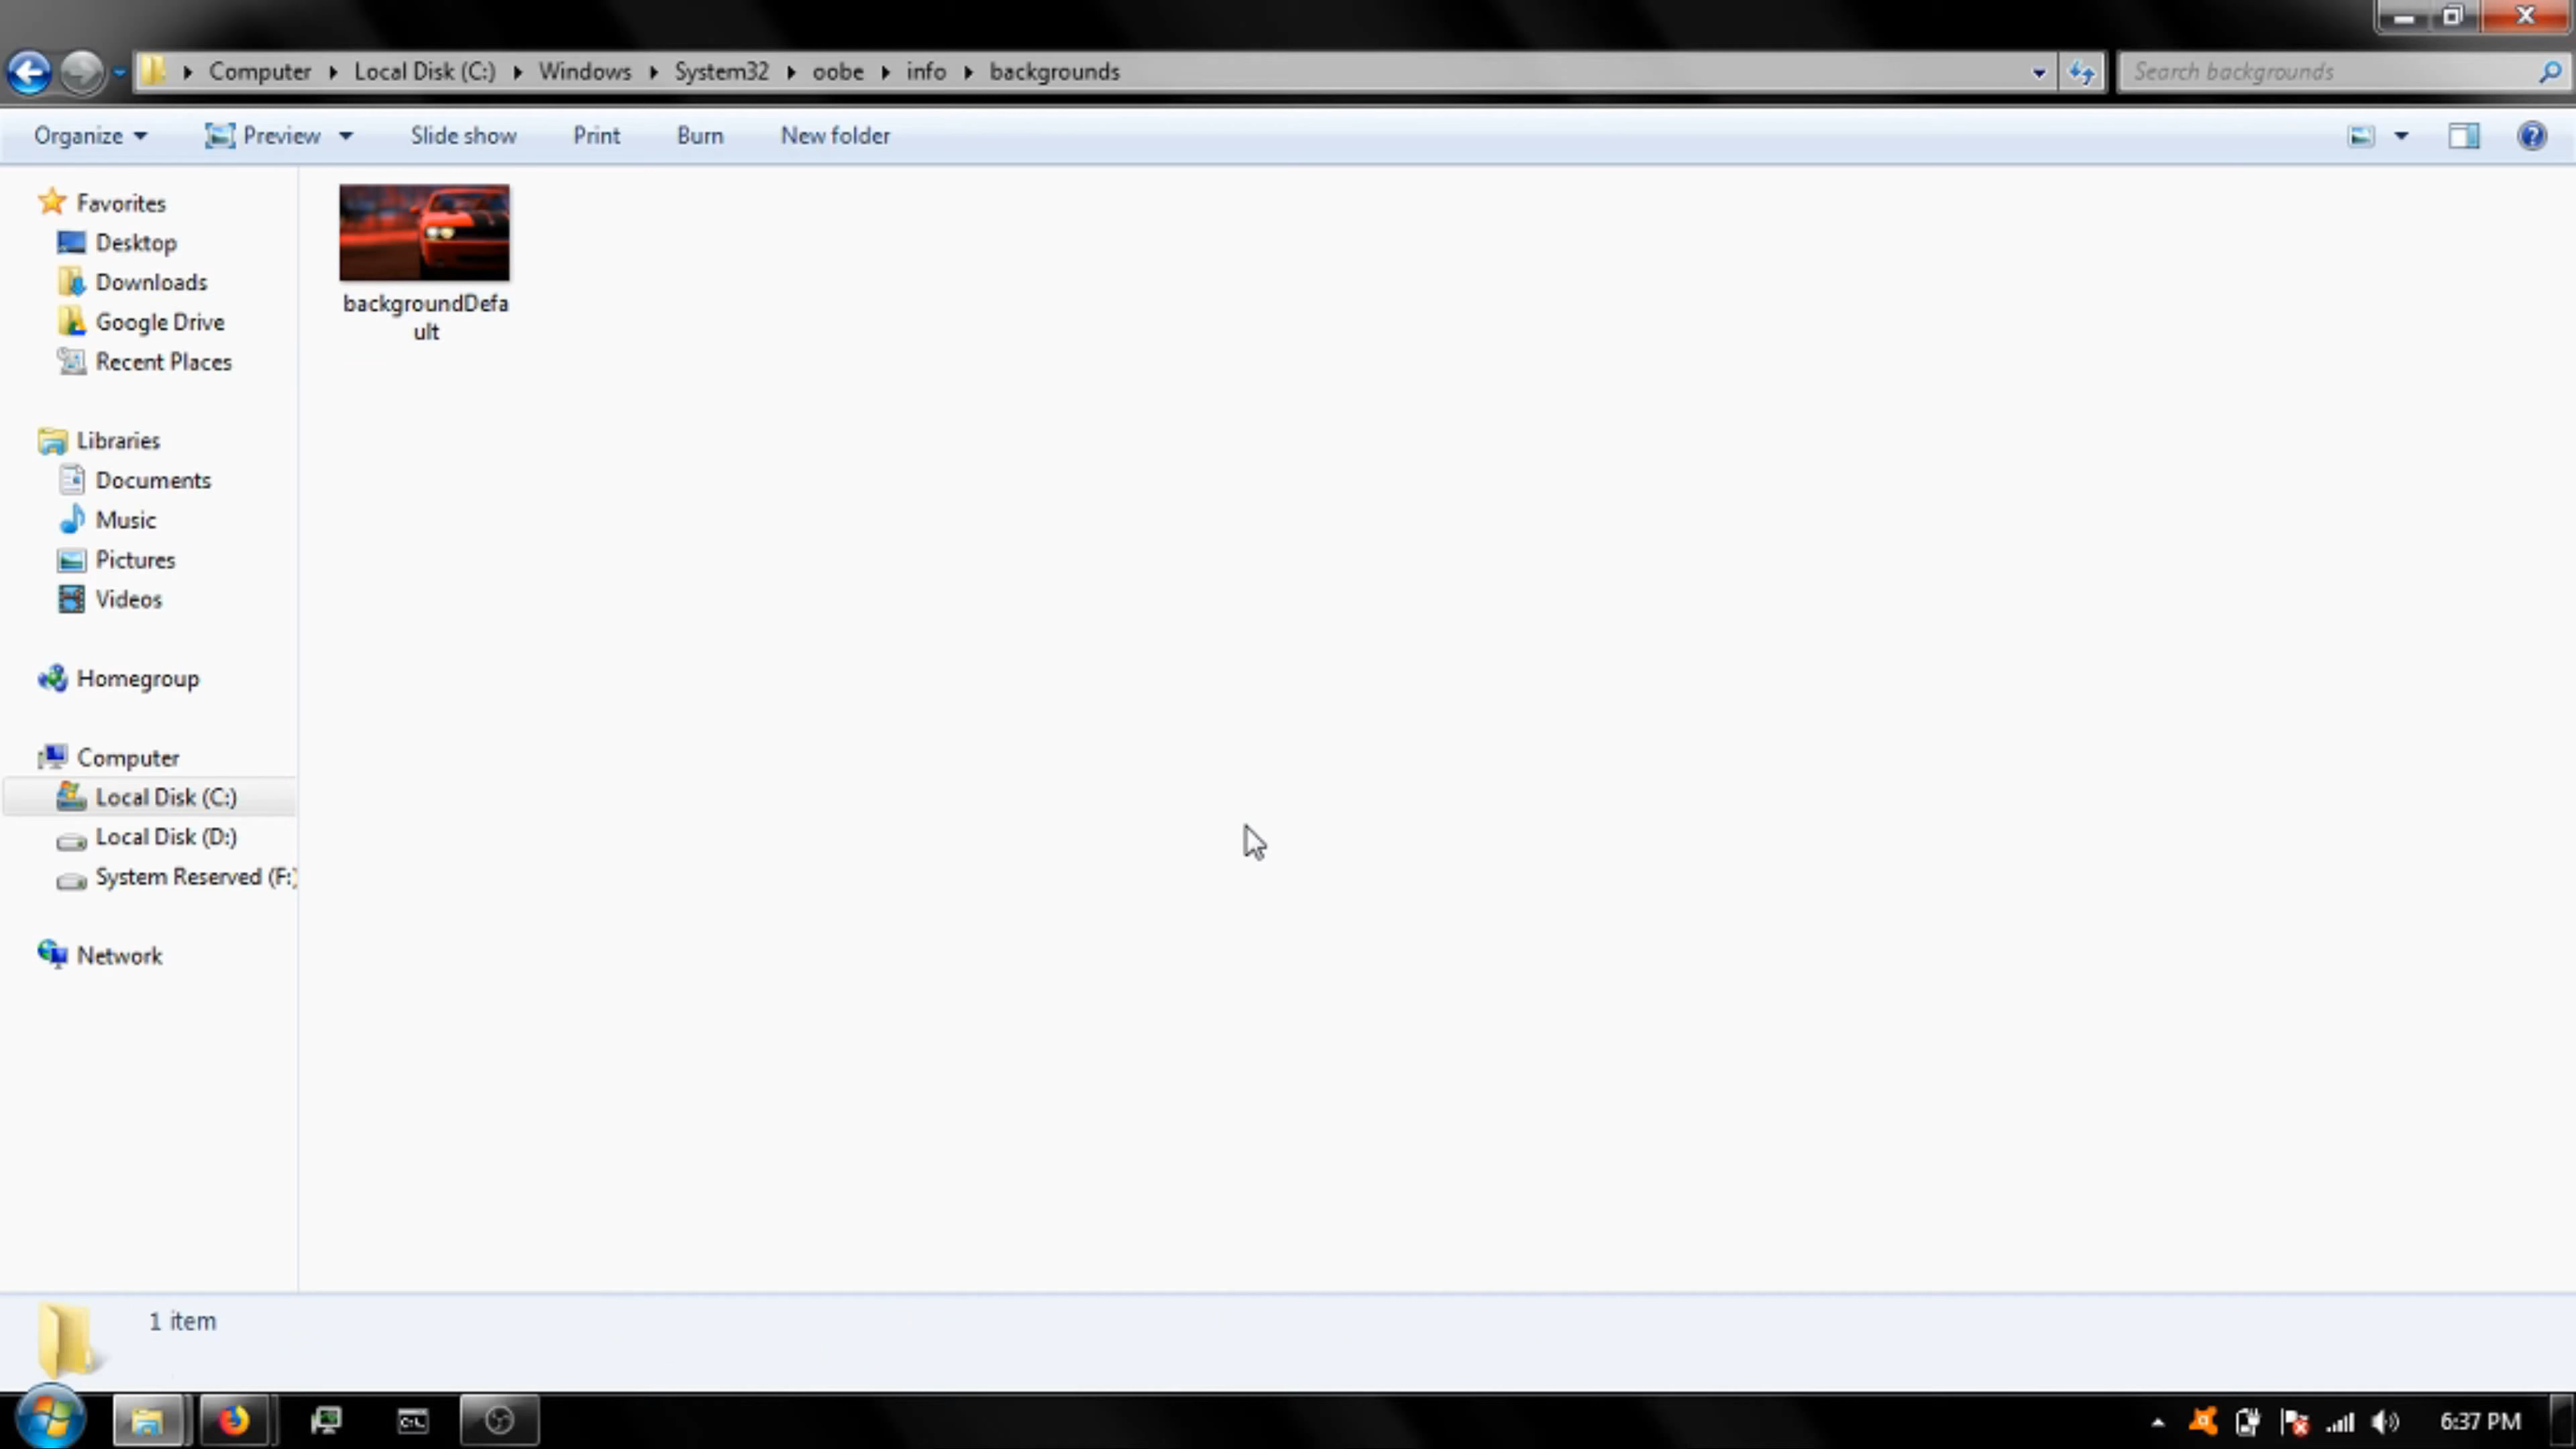 Computer Local Disk (C:) Windows System32 oobe info backgrounds
Search backgrounds
Organize Preview Slide show Print Burn New folder
Favorites
Desktop
Downloads
Google Drive
Recent Places
Libraries
Documents
Music
Pictures
Videos
Homegroup
Computer
Local Disk (C:)
Local Disk (D:)
System Reserved (F:)
Network
backgroundDefa
ult
1 item
C:\.
6:37 PM